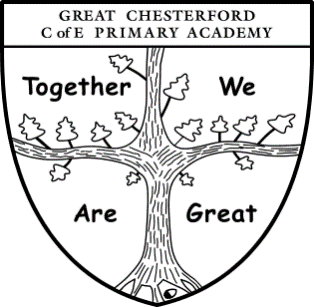 GREAT CHESTERFORD
C of E PRIMARY ACADEMY
Together We
Are Great